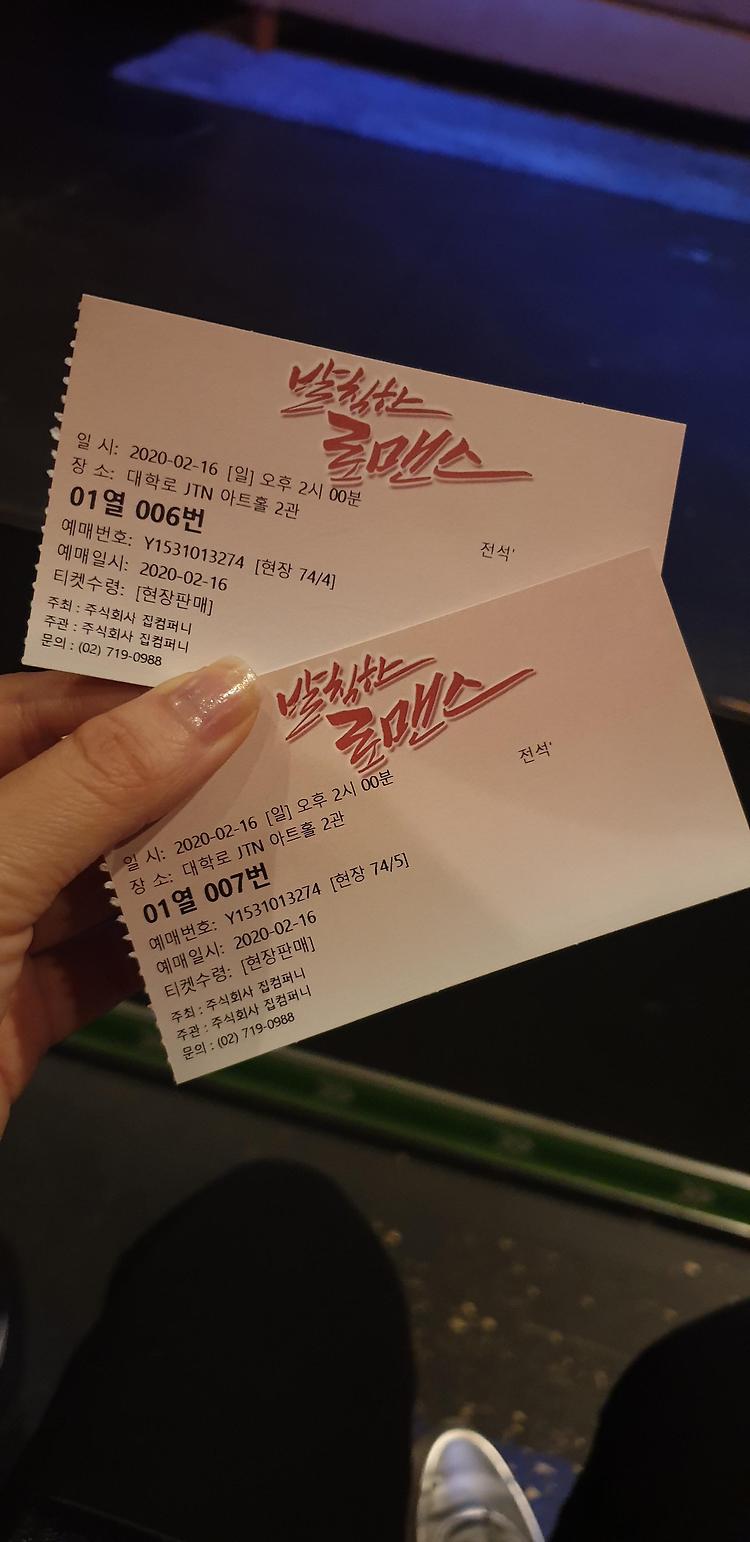 발칙한
로맨스
일 시: 2020-02-16 [일] 오후 2시 00분
장 소: 대학로 JTN 아트홀 2관
01열 006번
전석'
예매번호: Y1531013274 [현장 74/4]
예매일시: 2020-02-16
티켓수령: [현장판매]
주최 : 주식회사 집컴퍼니
주관 : 주식회사 집컴퍼니
문의 : (02) 719-0988
발칙한
로맨스
전석'
일 시: 2020-02-16 [일] 오후 2시 00분
장 소: 대학로 JTN 아트홀 2관
01열 007번
예매번호: Y1531013274 [현장 74/5]
예매일시: 2020-02-16
티켓수령: [현장판매]
주최 : 주식회사 집컴퍼니
주관 : 주식회사 집컴퍼니
문의 : (02) 719-0988